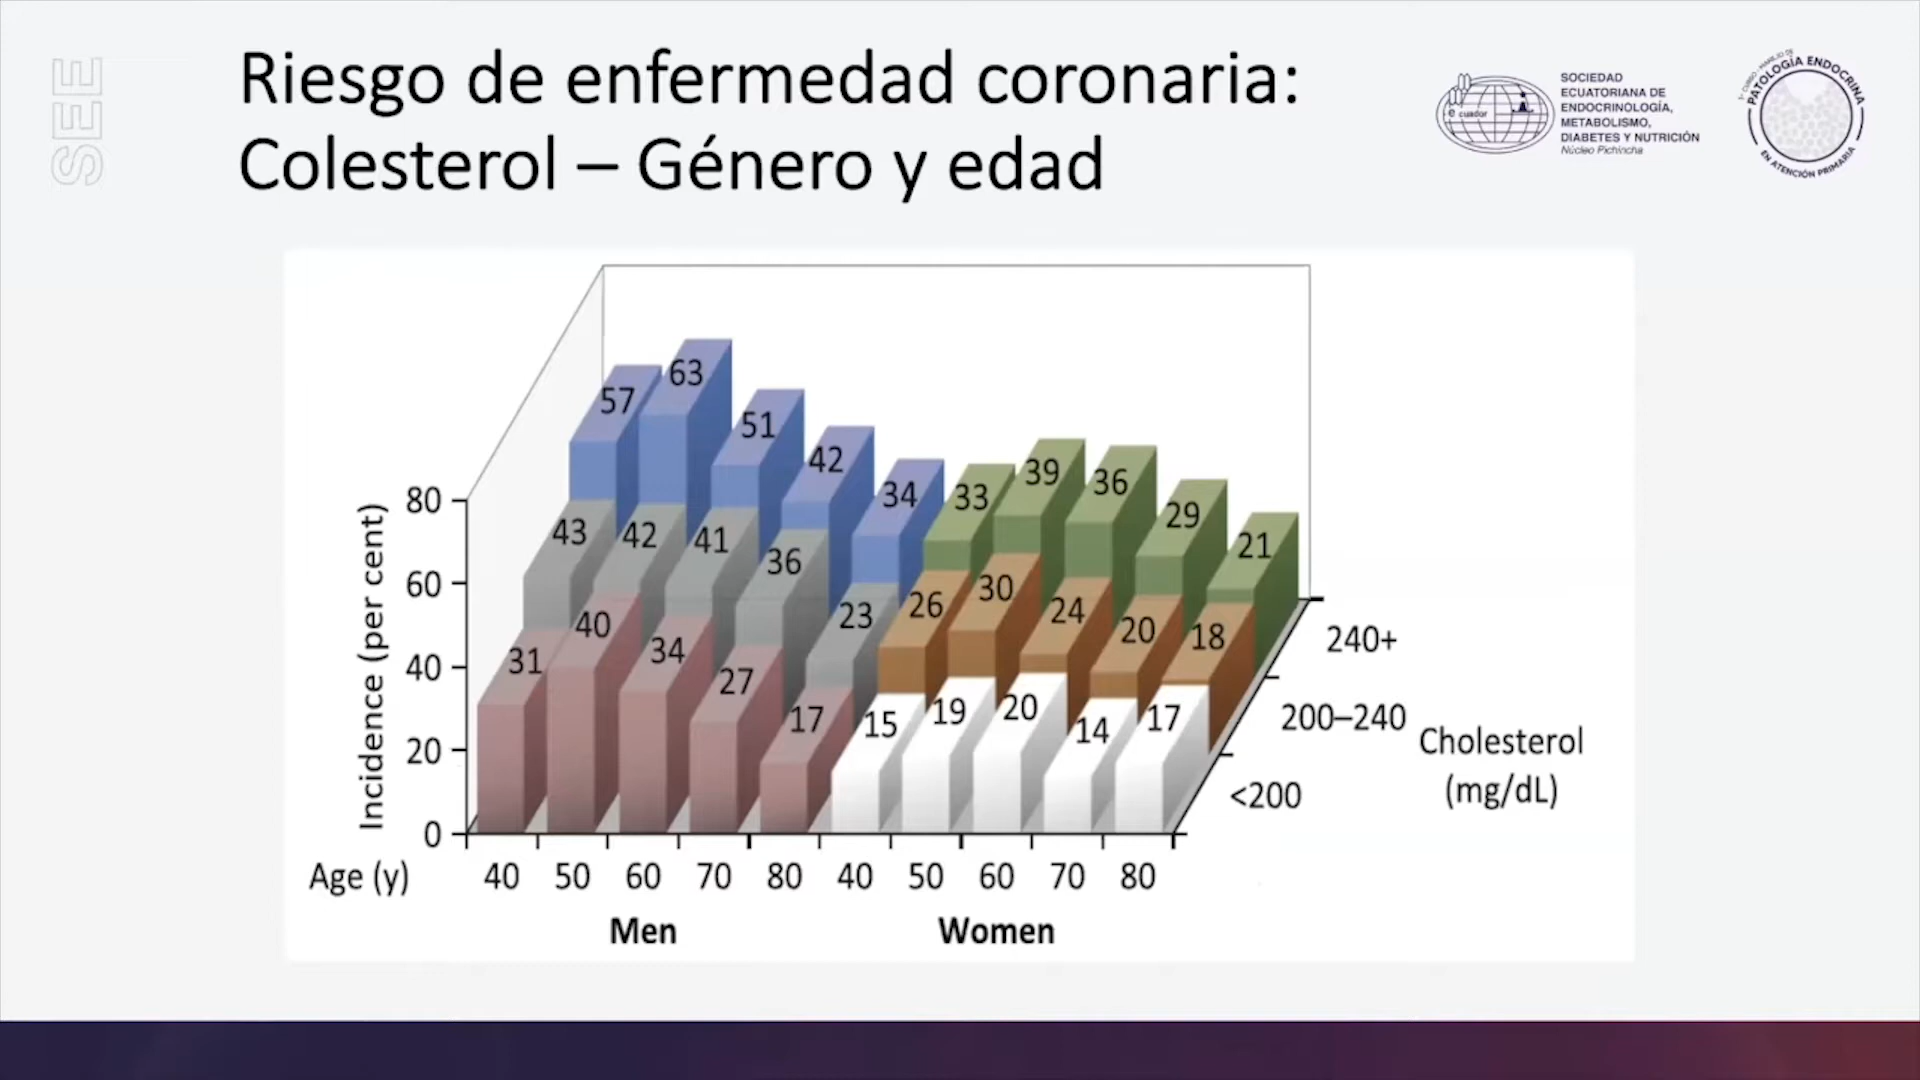 SEE
Riesgo de enfermedad coronaria:
Colesterol – Género y edad
SOCIEDAD
ECUATORIANA DE
ENDOCRINOLOGÍA,
METABOLISMO,
DIABETES Y NUTRICIÓN
Núcleo Pichincha
ecuador
PATOLOGÍA ENDOCRINA
EN ATENCIÓN PRIMARIA
57 63 51 42 34 33 39 36 29 21
43 42 41 36 23 26 30 24 20 18
31 40 34 27 17 15 19 20 14 17
Incidence (per cent)
80
60
40
20
0
240+
200–240
<200
Cholesterol
(mg/dL)
Age (y) 40 50 60 70 80 40 50 60 70 80
Men Women